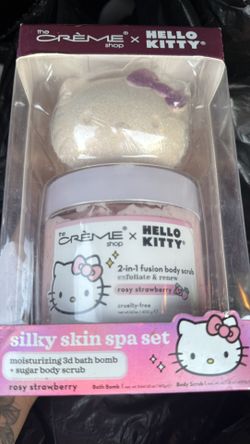 the
CRÈME®
shop
×
HELLO
KITTY®
the
CRÈME®
shop
×
HELLO
KITTY®
2-in-1 fusion body scrub
exfoliate & renew
rosy strawberry
cruelty-free
silky skin spa set
moisturizing 3d bath bomb
+ sugar body scrub
rosy strawberry
Bath Bomb
Body Scrub